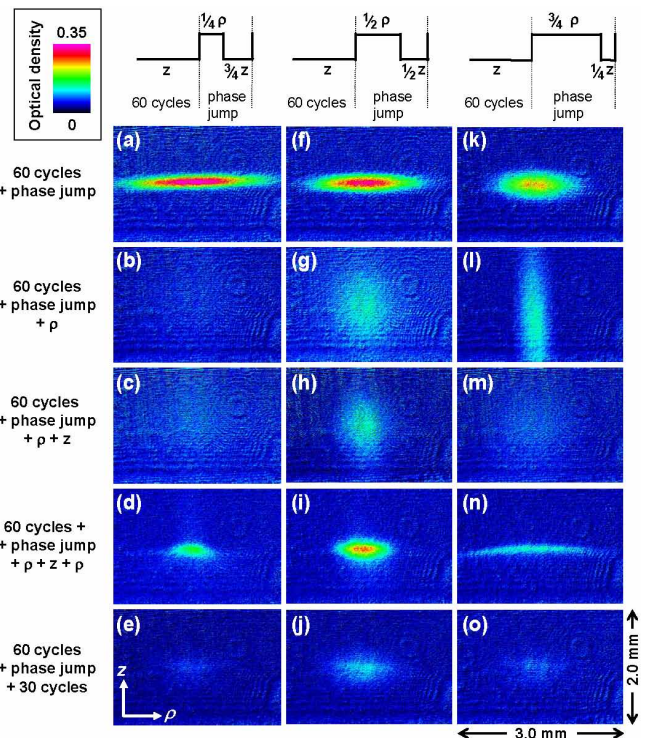 Optical density
0.35
0
¼ ρ
z
¾ z
60 cycles
phase
jump
½ ρ
z
½ z
60 cycles
phase
jump
¾ ρ
z
¼ z
60 cycles
phase
jump
60 cycles
+ phase jump
(a)
(f)
(k)
60 cycles
+ phase jump
+ ρ
(b)
(g)
(l)
60 cycles
+ phase jump
+ ρ + z
(c)
(h)
(m)
60 cycles +
+ phase jump
+ ρ + z + ρ
(d)
(i)
(n)
60 cycles
+ phase jump
+ 30 cycles
(e)
z
ρ
(j)
(o)
2.0 mm
3.0 mm